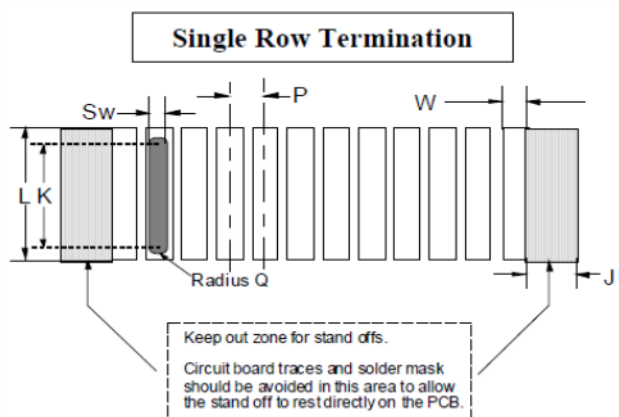 Single Row Termination
P
W
Sw
L K
Radius Q
J
Keep out zone for stand offs.
Circuit board traces and solder mask
should be avoided in this area to allow
the stand off to rest directly on the PCB.